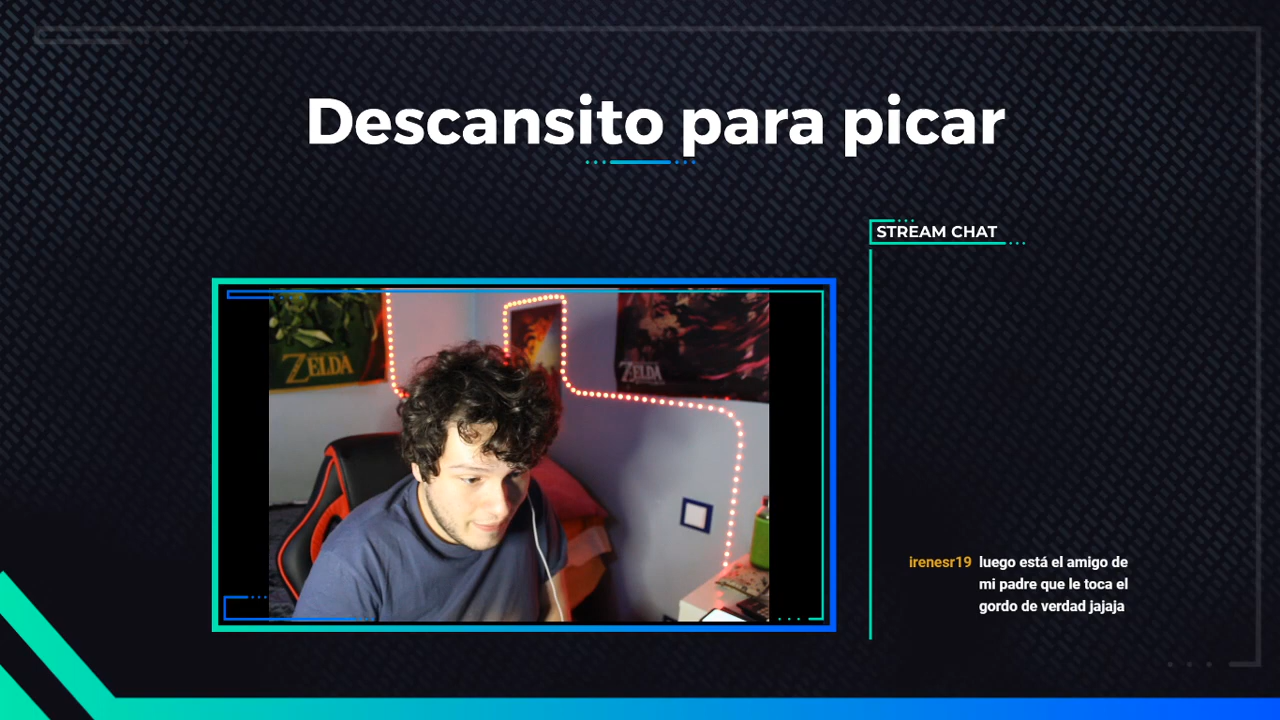 Descansito para picar
STREAM CHAT
ZELDA
ZELDA
irenesr19 luego está el amigo de
mi padre que le toca el
gordo de verdad jajaja